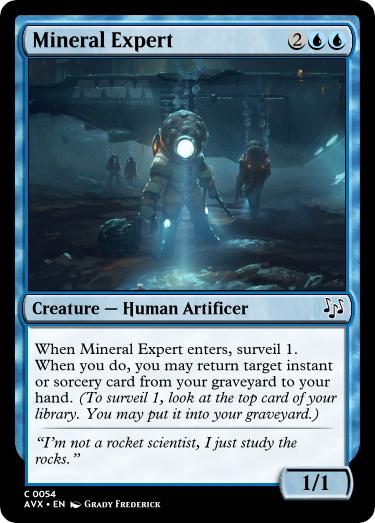 Mineral Expert 2
Creature — Human Artificer
When Mineral Expert enters, surveil 1.
When you do, you may return target instant
or sorcery card from your graveyard to your
hand. (To surveil 1, look at the top card of your
library. You may put it into your graveyard.)
“I'm not a rocket scientist, I just study the
rocks.”
1/1
C 0054
AVX • EN Grady Frederick